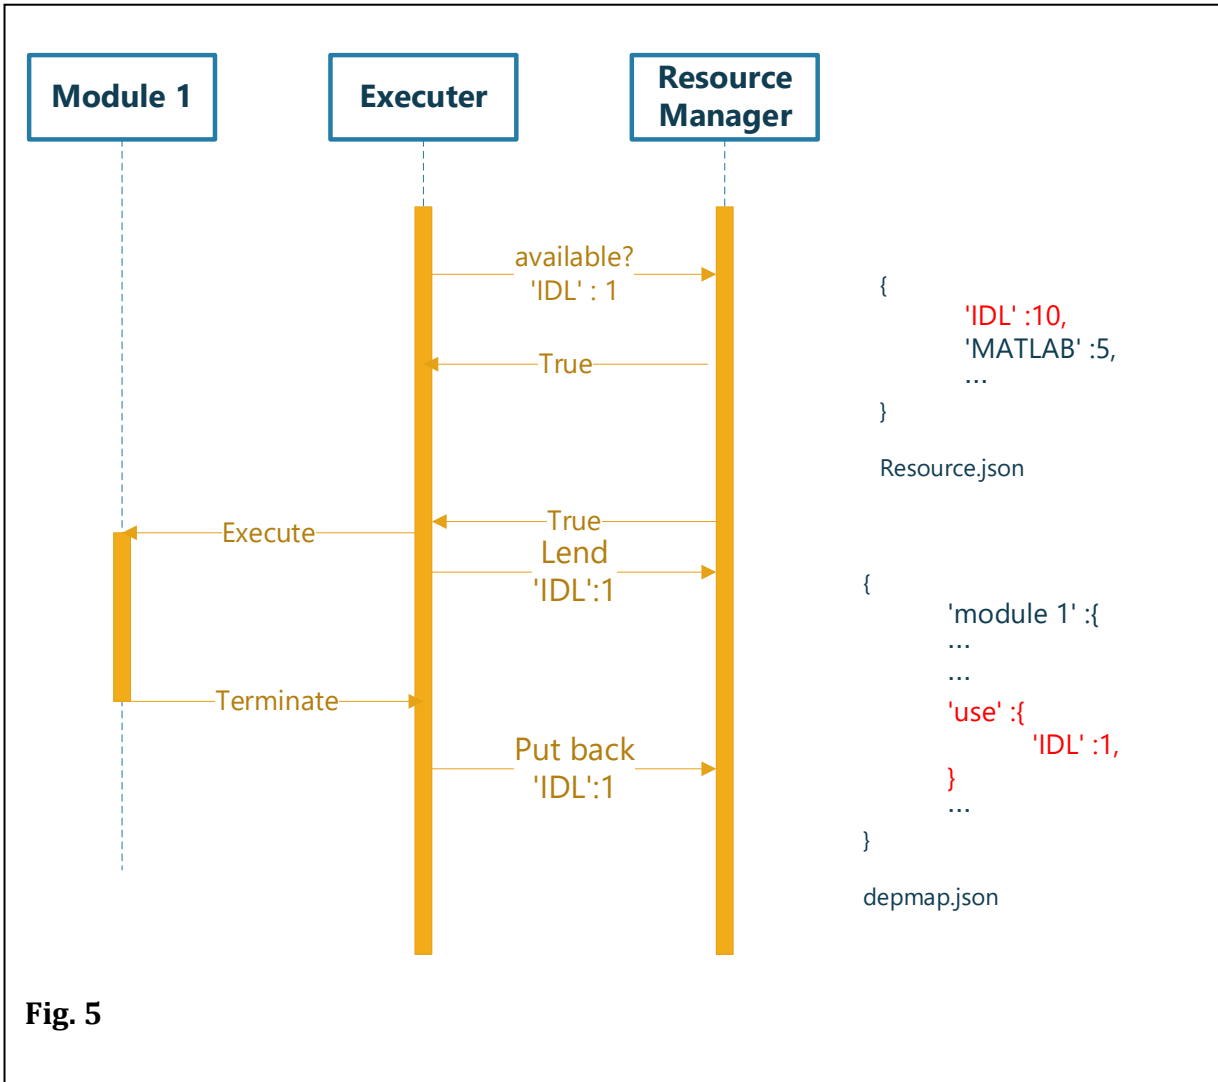 Module 1
Executer
Resource
Manager
available?
'IDL' : 1
True
True
Execute
Lend
'IDL':1
Terminate
Put back
'IDL':1
{
'IDL' :10,
'MATLAB' :5,
...
}
Resource.json
{
'module 1' :{
...
...
'use' :{
'IDL' :1,
}
...
}
depmap.json
Fig. 5